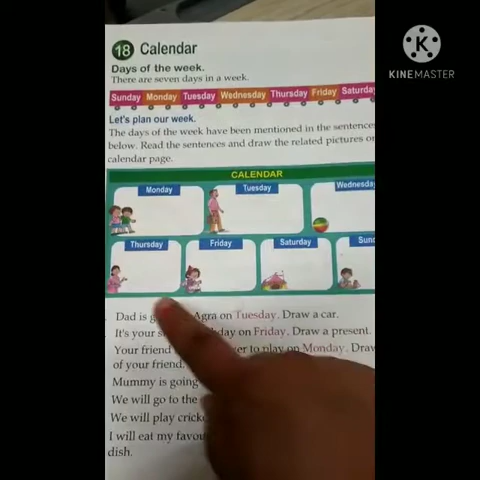 18 Calendar
K
KINEMASTER
Days of the week.
There are seven days in a week.
Sunday Monday Tuesday Wednesday Thursday Friday Saturday
Let's plan our week.
The days of the week have been mentioned in the sentences
below. Read the sentences and draw the related pictures on
calendar page.
CALENDAR
Monday Tuesday Wednesday
Thursday Friday Saturday
Dad is Agra on Tuesday. Draw a car.
It's your day on Friday. Draw a present.
Your friend to play on Monday. Draw
of your friend.
Mummy is going
We will go to the
We will play
I will eat my
dish.